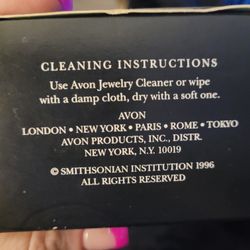 CLEANING INSTRUCTIONS
Use Avon Jewelry Cleaner or wipe
with a damp cloth, dry with a soft one.
AVON
LONDON • NEW YORK • PARIS • ROME • TOKYO
AVON PRODUCTS, INC., DISTR.
NEW YORK, N.Y. 10019
© SMITHSONIAN INSTITUTION 1996
ALL RIGHTS RESERVED